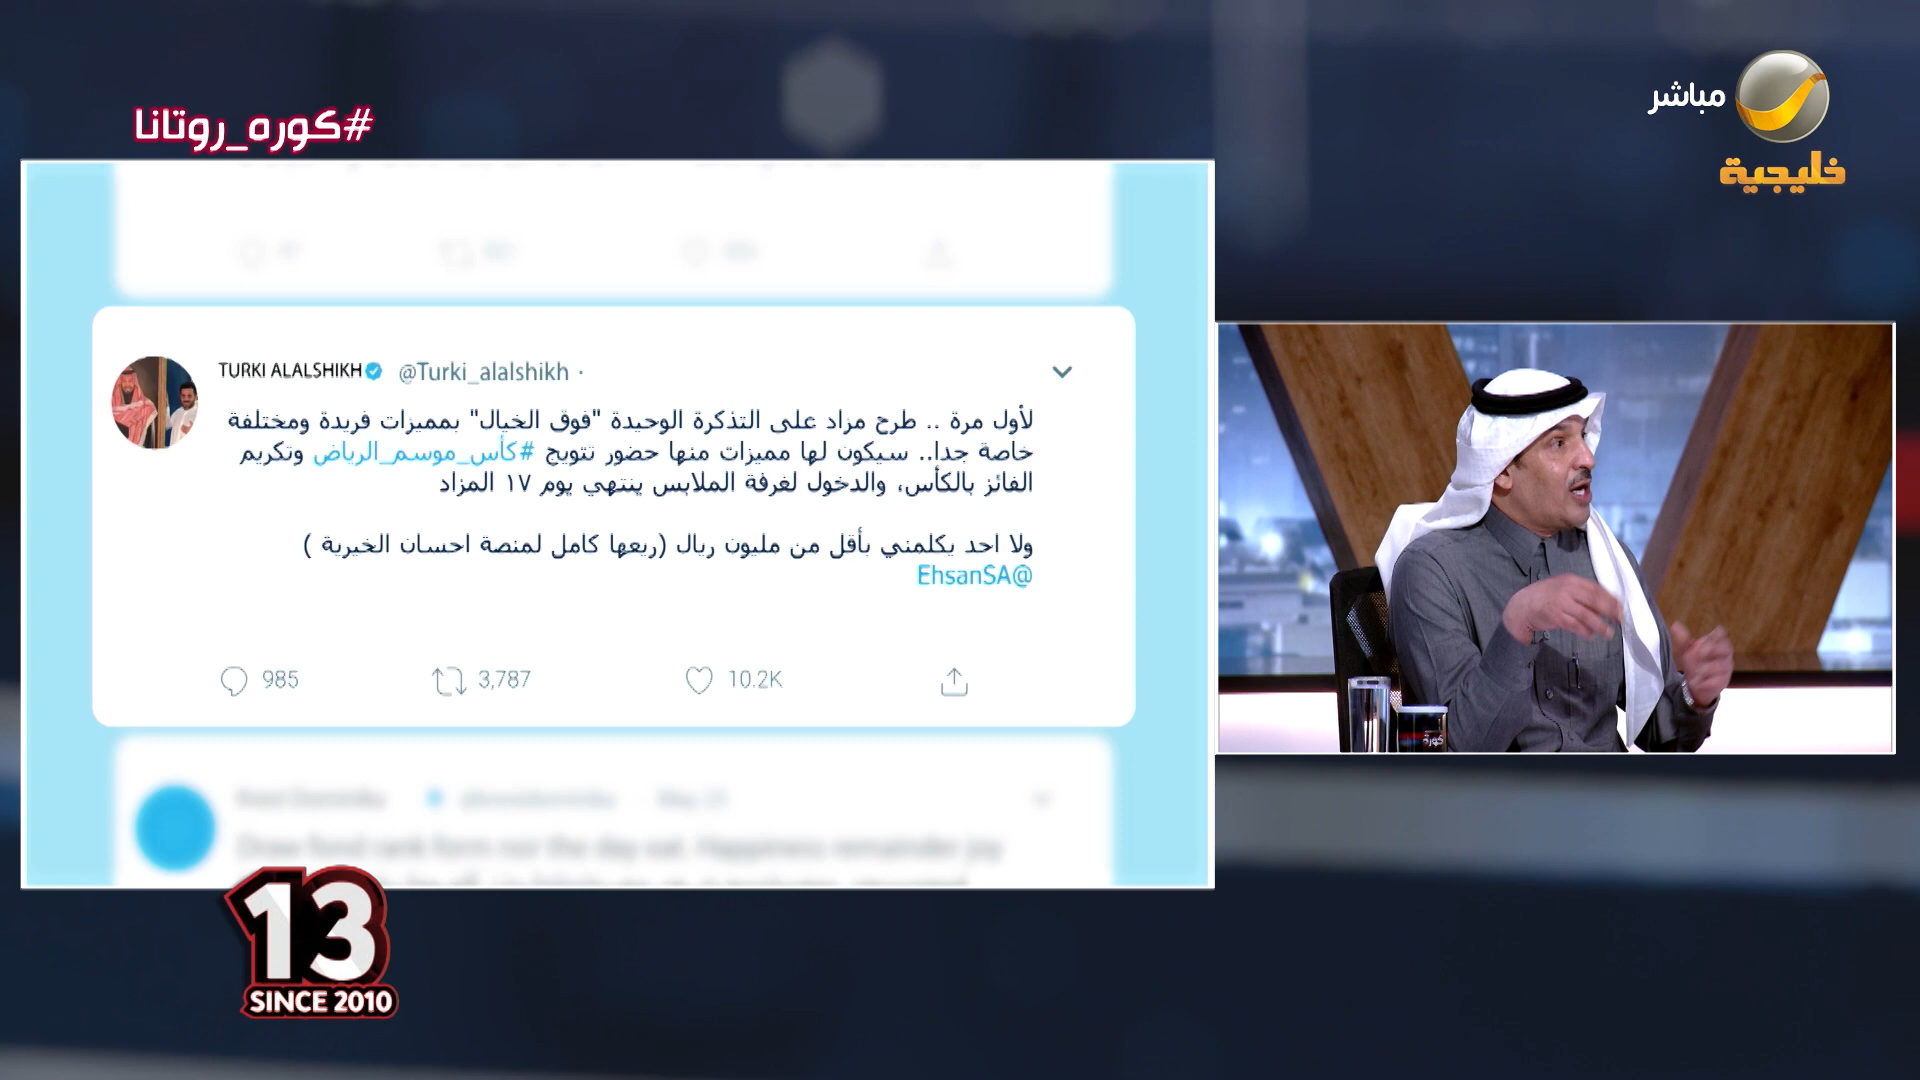 #كوره_روتانا
مباشر
خليجية
TURKI ALALSHIKH @Turki_alalshikh ·
لأول مرة .. طرح مزاد على التذكرة الوحيدة "فوق الخيال" بمميزات فريدة ومختلفة
خاصة جدا.. سيكون لها مميزات منها حضور تتويج #كأس_موسم_الرياض وتكريم
الفائز بالكأس، والدخول لغرفة الملابس ينتهي يوم ١٧ المزاد
ولا احد يكلمني بأقل من مليون ريال (ريعها كامل لمنصة احسان الخيرية )
@EhsanSA
985 3,787 10.2K
كورة
13
SINCE 2010